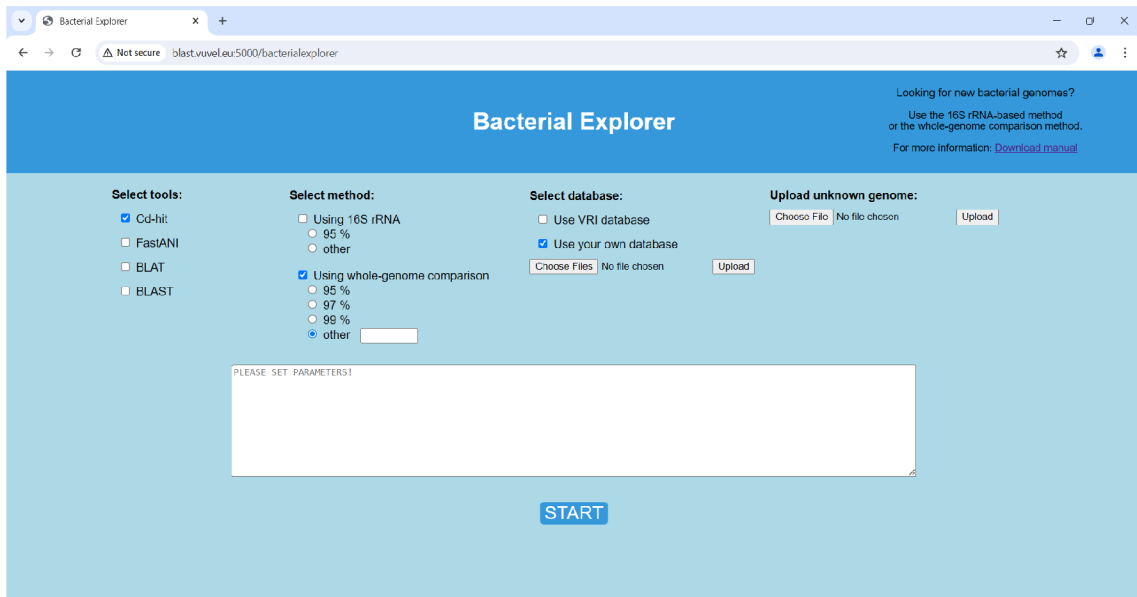 Bacterial Explorer
Not secure
blast.vuvel.eu:5000/bacterialexplorer
Bacterial Explorer
Looking for new bacterial genomes?
Use the 16S rRNA-based method
or the whole-genome comparison method.
For more information: Download manual
Select tools:
Cd-hit
FastANI
BLAT
BLAST
Select method:
Using 16S rRNA
95 %
other
Using whole-genome comparison
95 %
97 %
99 %
other
Select database:
Use VRI database
Use your own database
Choose Files No file chosen Upload
Upload unknown genome:
Choose File No file chosen Upload
PLEASE SET PARAMETERS!
START